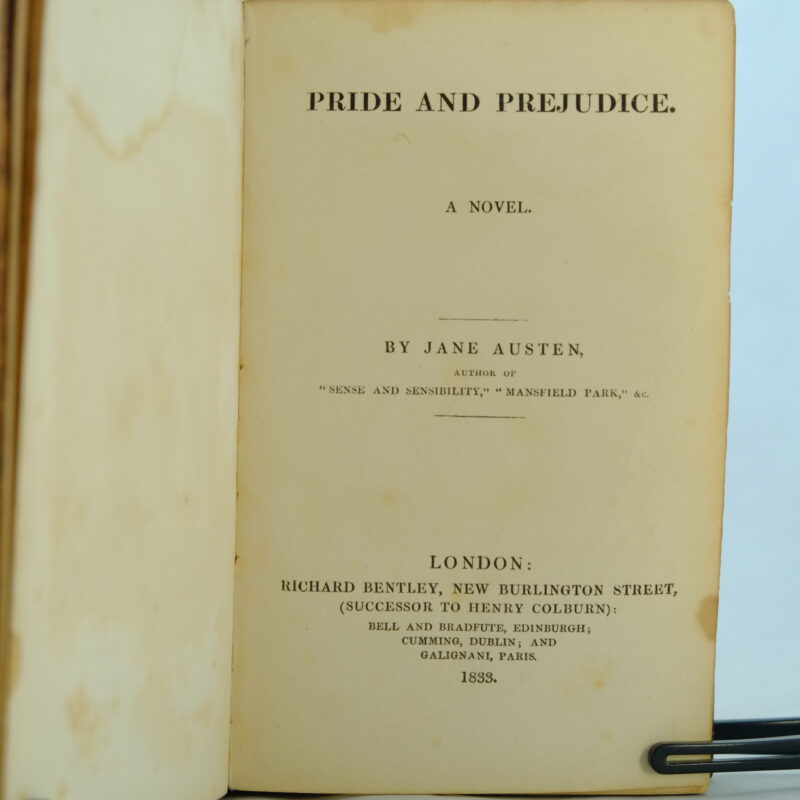 PRIDE AND PREJUDICE.
A NOVEL.
BY JANE AUSTEN,
AUTHOR OF
"SENSE AND SENSIBILITY," "MANSFIELD PARK," &c.
LONDON:
RICHARD BENTLEY, NEW BURLINGTON STREET,
(SUCCESSOR TO HENRY COLBURN):
BELL AND BRADFUTE, EDINBURGH;
CUMMING, DUBLIN; AND
GALIGNANI, PARIS.
1833.